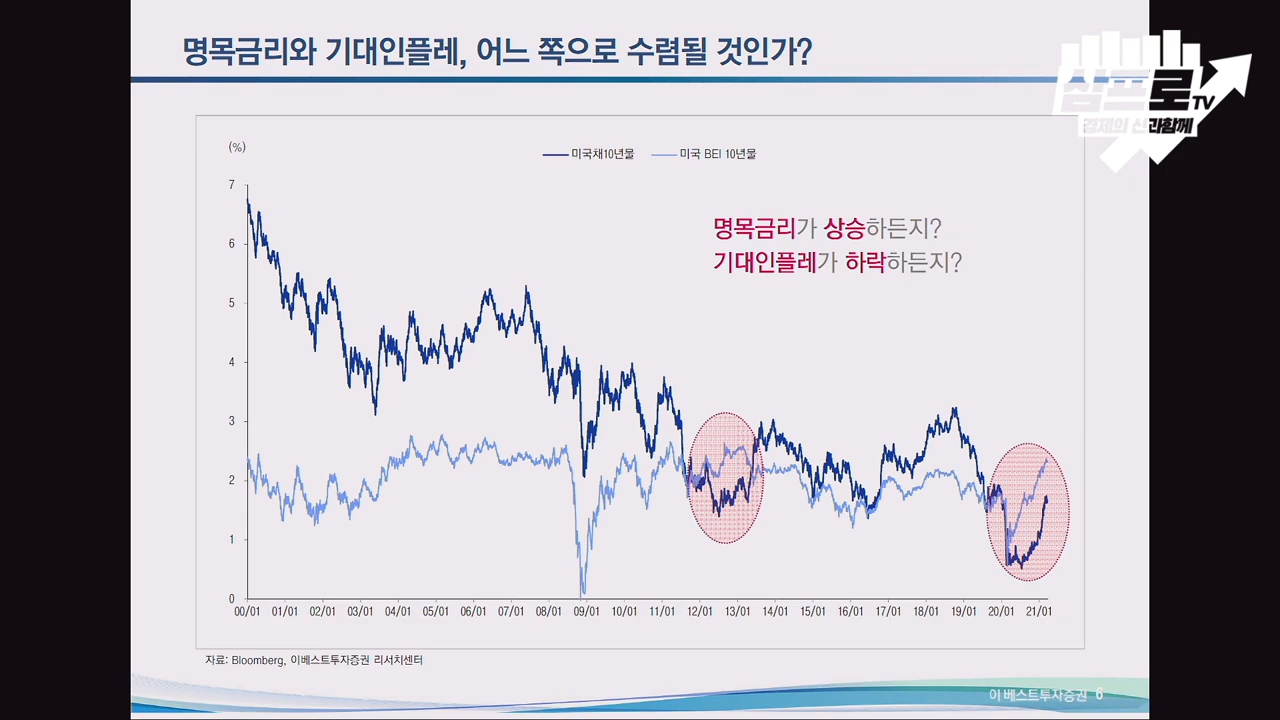 명목금리와 기대인플레, 어느 쪽으로 수렴될 것인가?
삼프로TV
경제의 신과함께
(%)
미국채10년물 미국 BEI 10년물
명목금리가 상승하든지?
기대인플레가 하락하든지?
7
6
5
4
3
2
1
0
00/01 01/01 02/01 03/01 04/01 05/01 06/01 07/01 08/01 09/01 10/01 11/01 12/01 13/01 14/01 15/01 16/01 17/01 18/01 19/01 20/01 21/01
자료: Bloomberg, 이베스트투자증권 리서치센터
이베스트투자증권 6